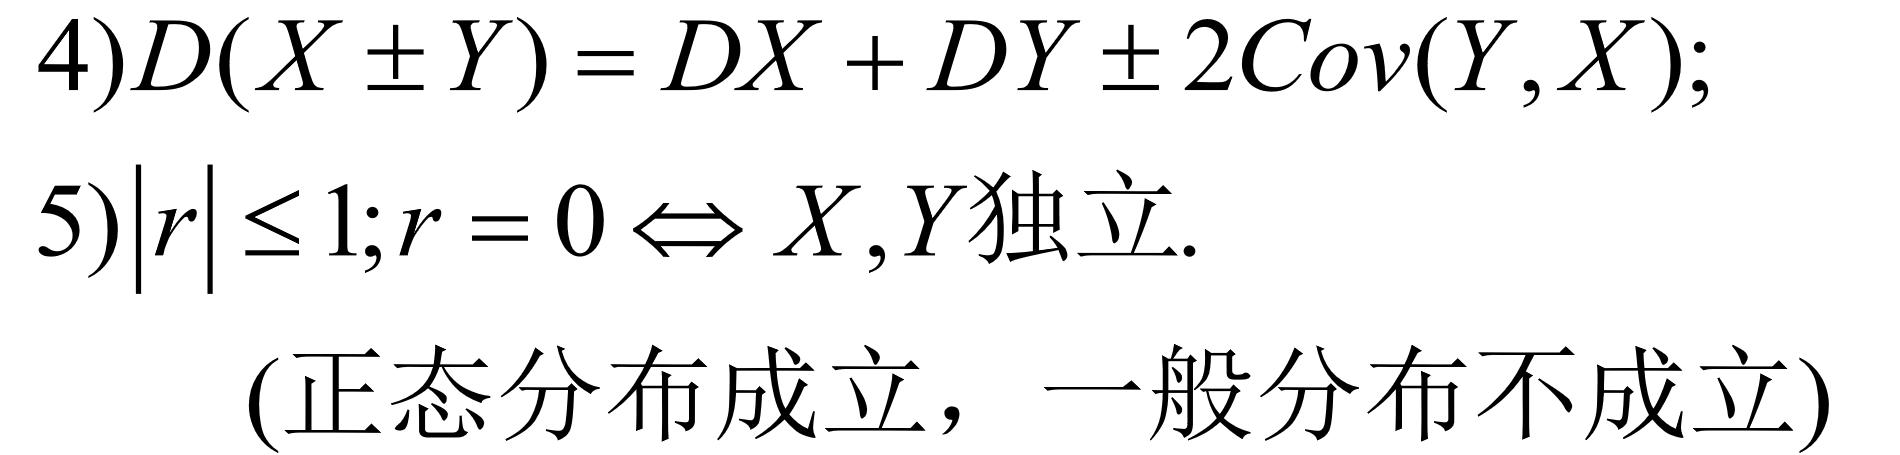 4)D(X ± Y) = DX + DY ± 2Cov(Y, X);
5)|r| ≤ 1; r = 0 ⇔ X, Y独立.
(正态分布成立，一般分布不成立)